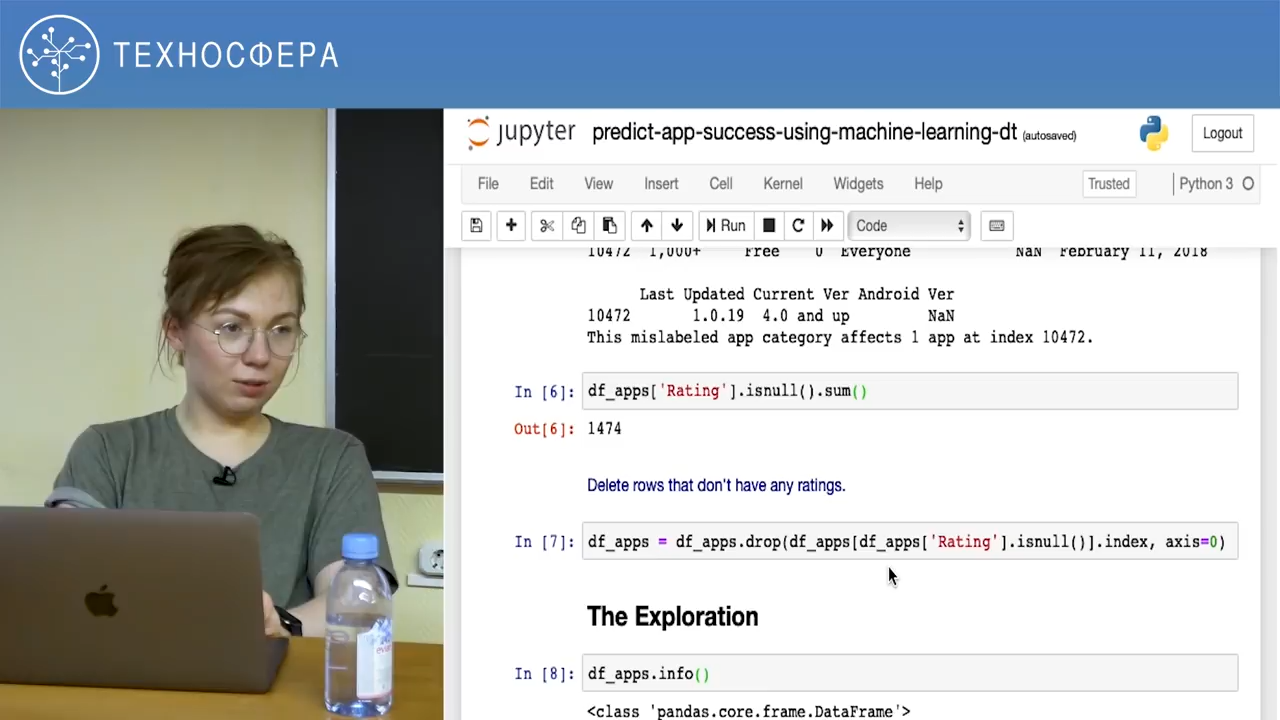 ТЕХНОСФЕРА
jupyter predict-app-success-using-machine-learning-dt (autosaved) Logout
File Edit View Insert Cell Kernel Widgets Help Trusted Python 3
Run Code
10472 1,000+ Free 0 Everyone NaN February 11, 2018
Last Updated Current Ver Android Ver
10472 1.0.19 4.0 and up NaN
This mislabeled app category affects 1 app at index 10472.
In [6]: df_apps['Rating'].isnull().sum()
Out[6]: 1474
Delete rows that don't have any ratings.
In [7]: df_apps = df_apps.drop(df_apps[df_apps['Rating'].isnull()].index, axis=0)
The Exploration
In [8]: df_apps.info()
<class 'pandas.core.frame.DataFrame'>